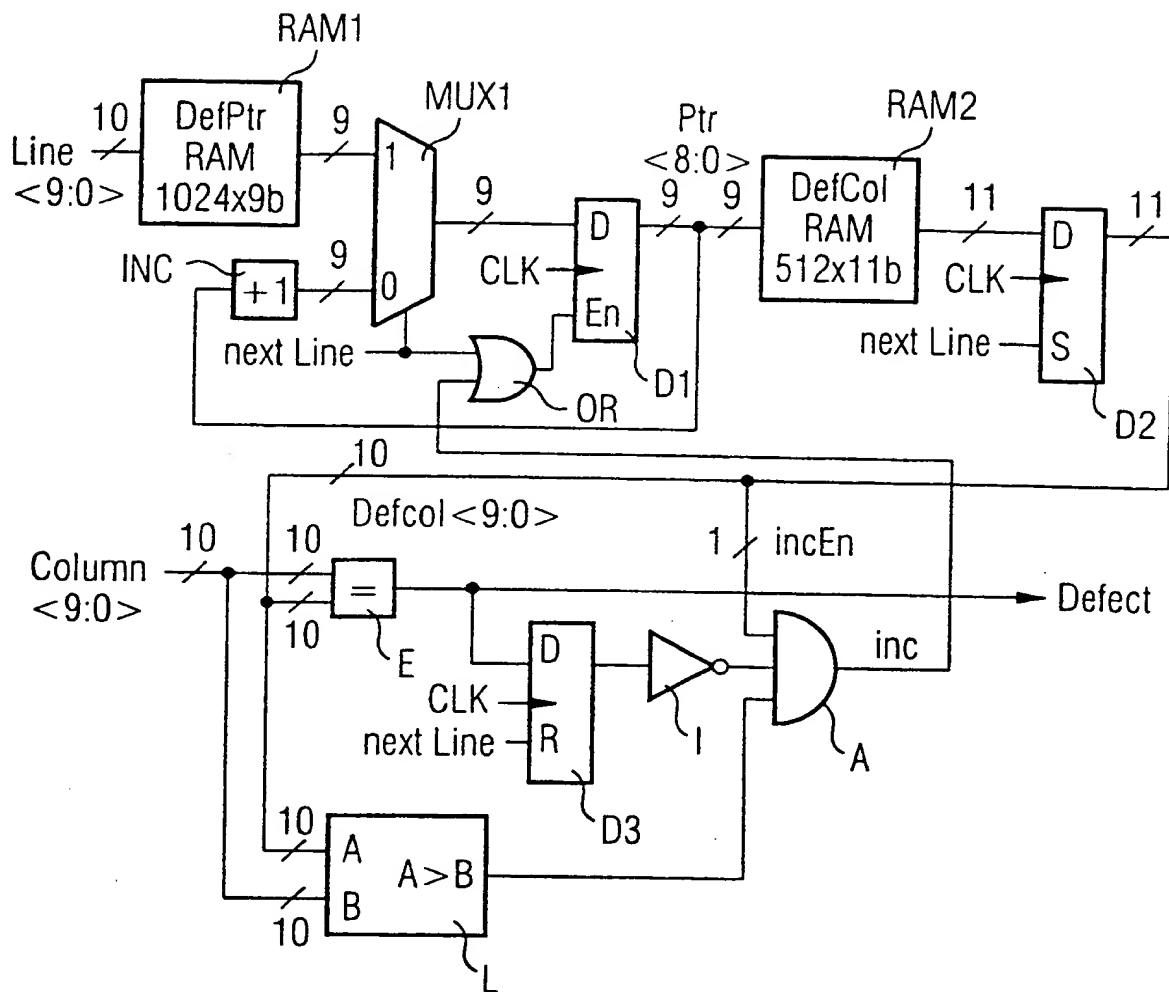 RAM1
DefPtr
RAM
1024x9b
10
Line
<9:0>
9
MUX1
1
0
9
INC
+1
9
next Line
OR
D
CLK
En
D1
Ptr
<8:0>
9
9
RAM2
DefCol
RAM
512x11b
11
D
CLK
next Line
S
D2
11
10
Defcol<9:0>
1
incEn
Column
<9:0>
10
10
10
=
E
Defect
D
CLK
next Line
R
D3
I
A
inc
10
10
A
B
A>B
L